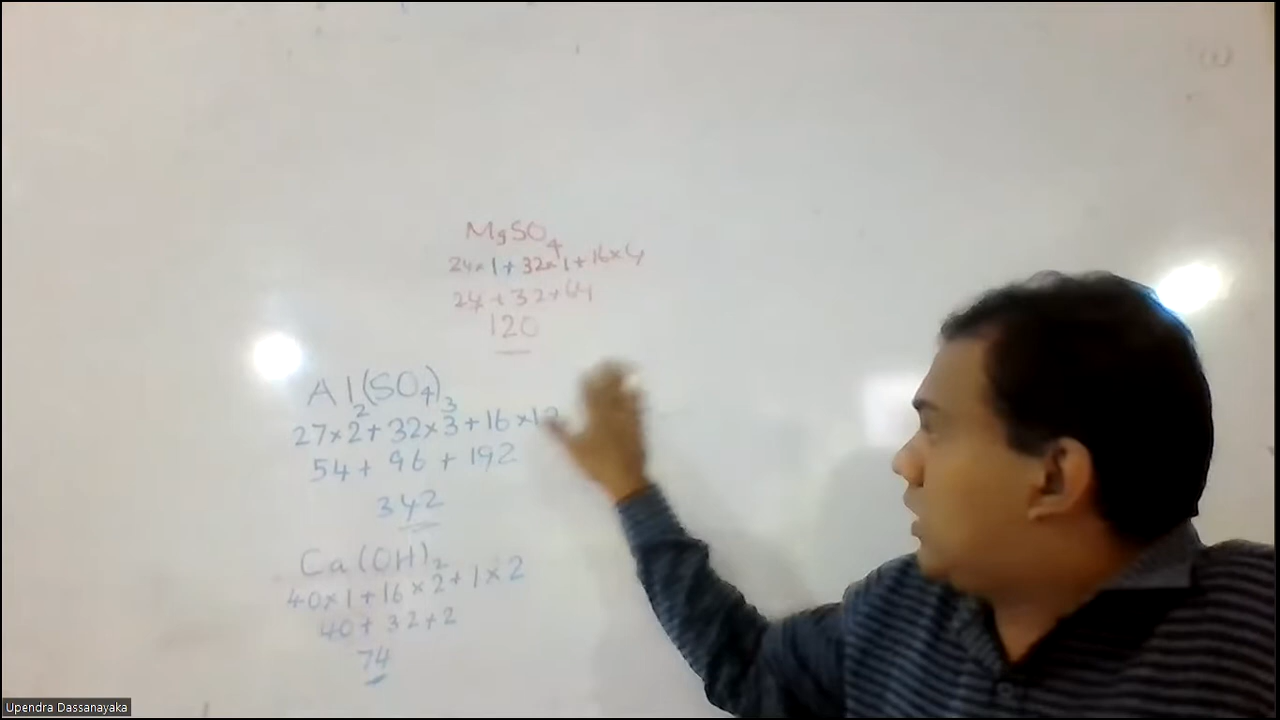 MgSO₄
24×1+32×1+16×4
24+32+64
120
Al₂(SO₄)₃
27×2+32×3+16×12
54+96+192
342
Ca(OH)₂
40×1+16×2+1×2
40+32+2
74
Upendra Dassanayaka